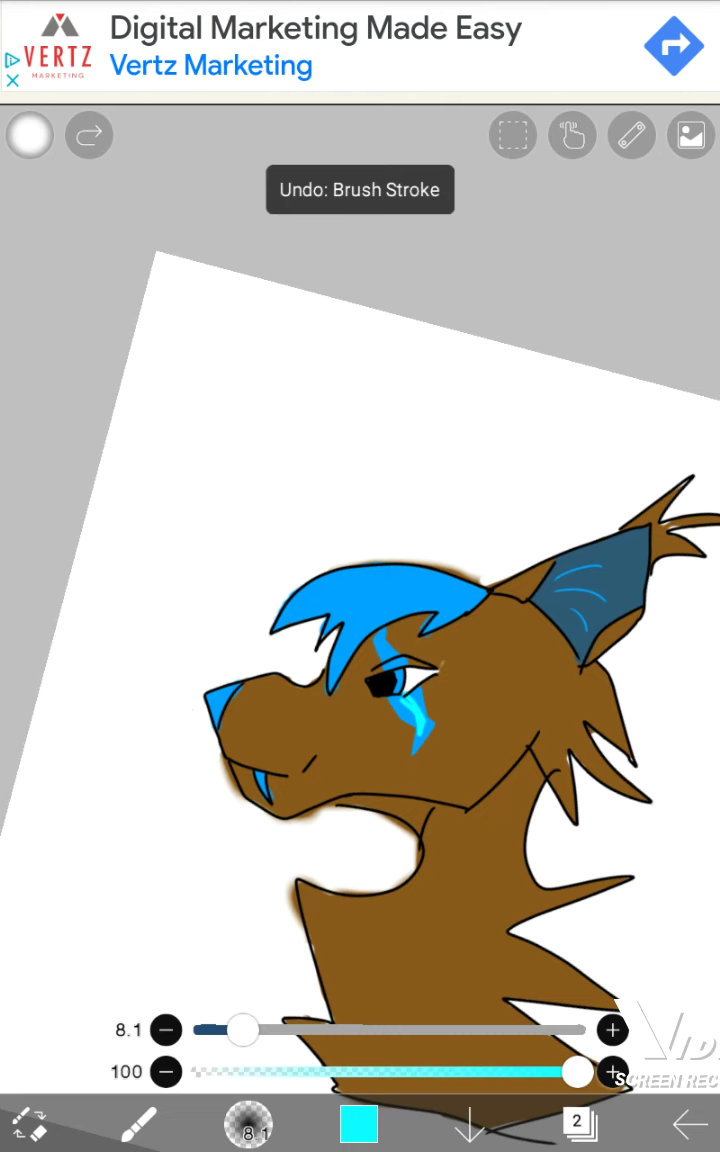 Digital Marketing Made Easy
VERTZ
MARKETING
Vertz Marketing
Undo: Brush Stroke
8.1
100
SCREEN REC
8.1
2